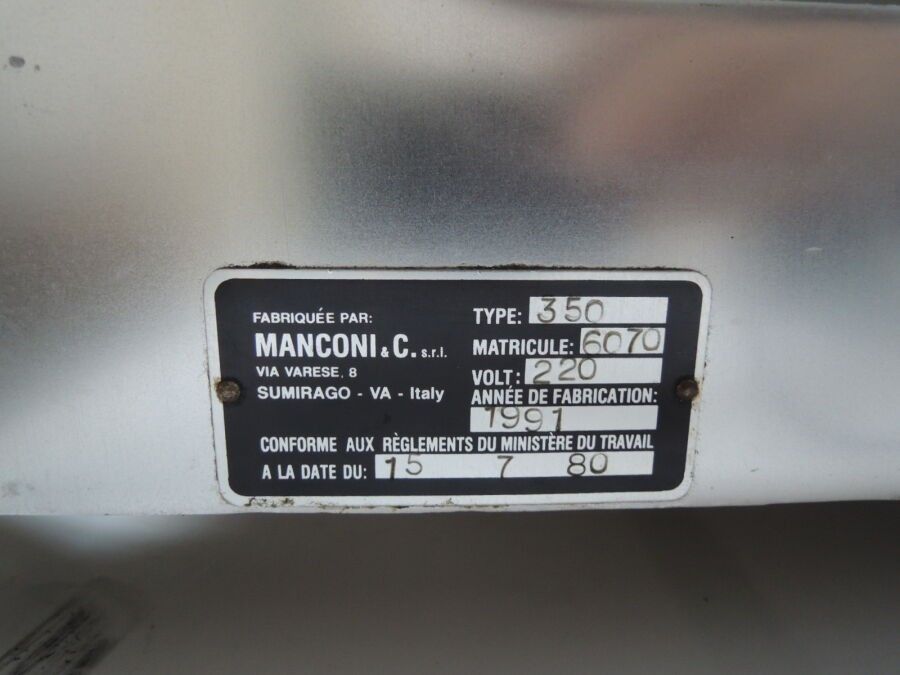 FABRIQUÉE PAR:
MANCONI & C. s.r.l.
VIA VARESE, 8
SUMIRAGO - VA - Italy
TYPE: 350
MATRICULE: 6070
VOLT: 220
ANNÉE DE FABRICATION:
1991
CONFORME AUX RÈGLEMENTS DU MINISTÈRE DU TRAVAIL
A LA DATE DU: 15 7 80